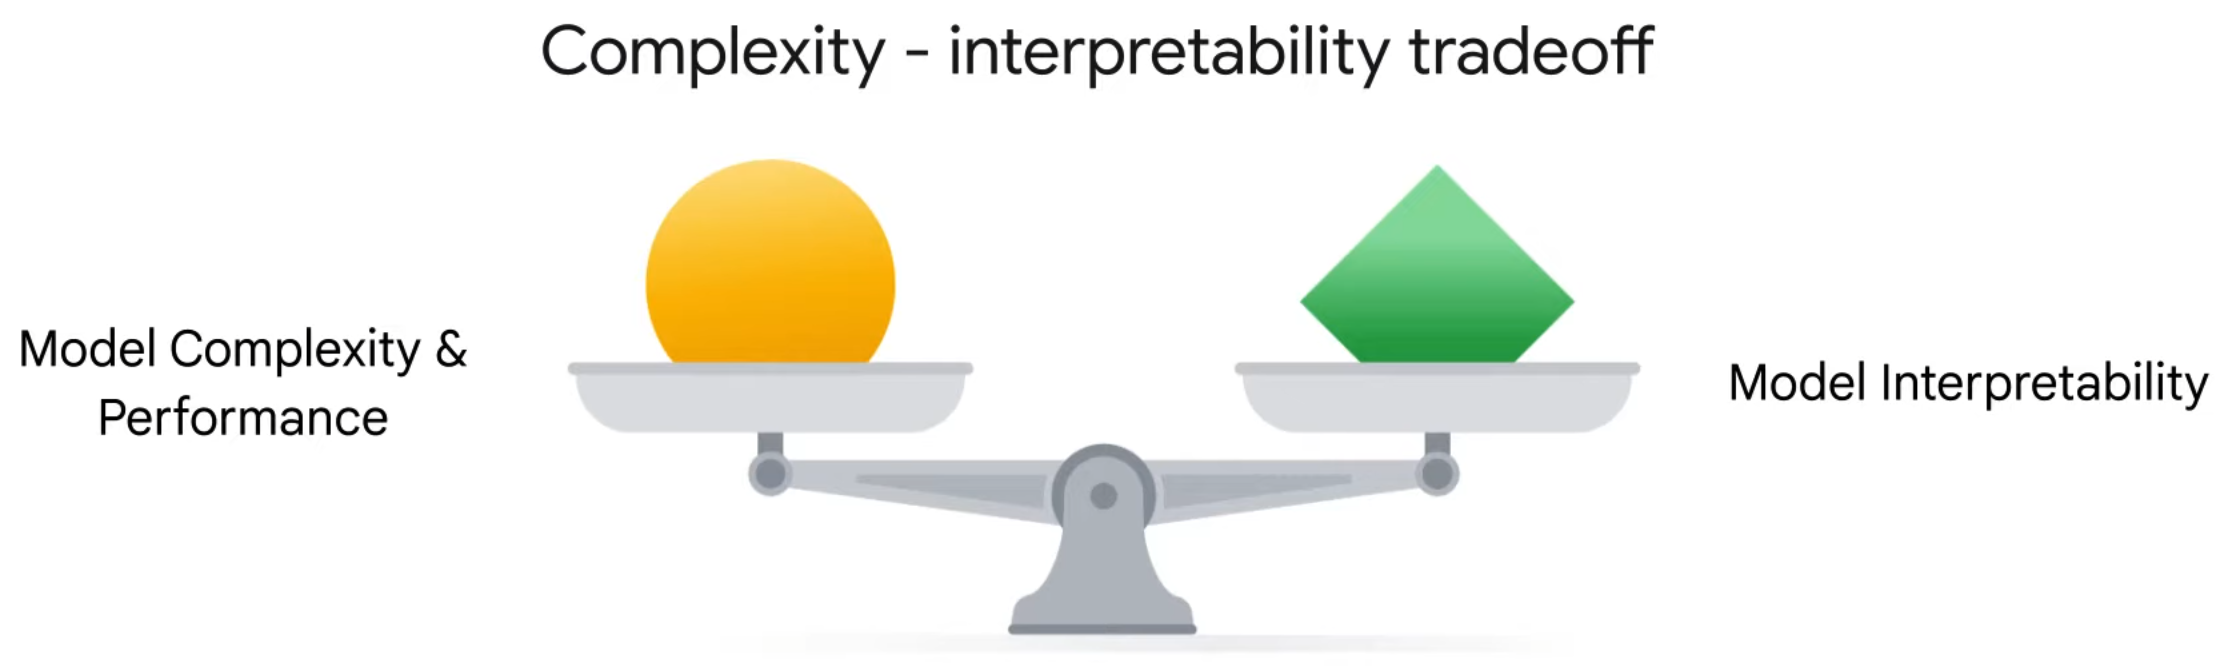 Complexity - interpretability tradeoff
Model Complexity &
Performance
Model Interpretability